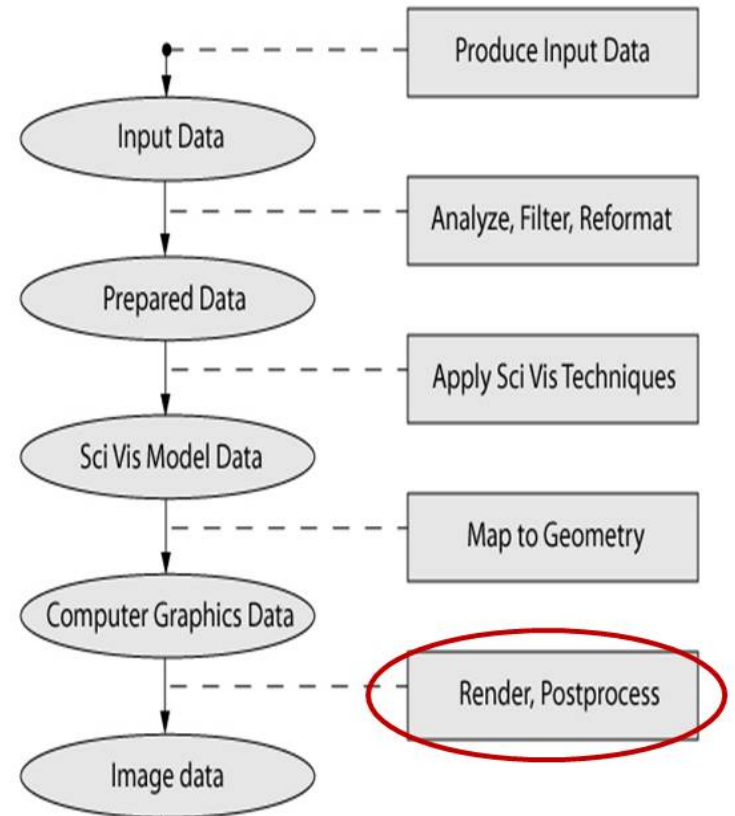 Produce Input Data
Input Data
Analyze, Filter, Reformat
Prepared Data
Apply Sci Vis Techniques
Sci Vis Model Data
Map to Geometry
Computer Graphics Data
Render, Postprocess
Image data